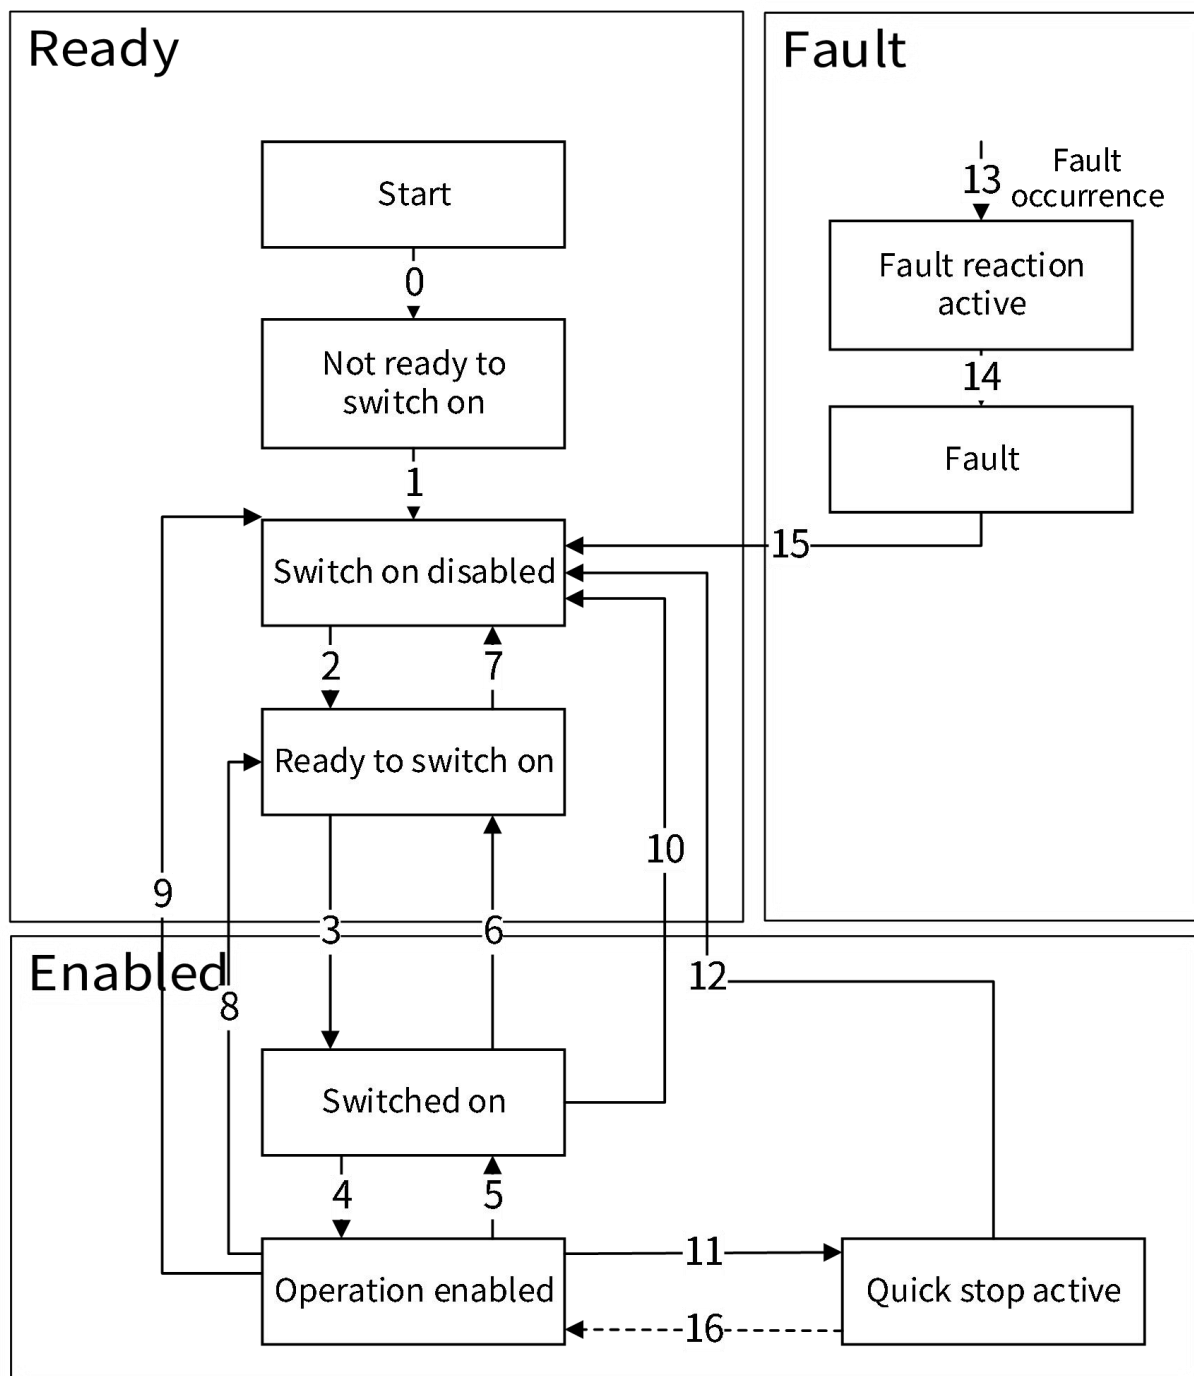 Ready
Start
0
Not ready to
switch on
1
Switch on disabled
2
7
Ready to switch on
9
3
6
10
Fault
13
Fault
occurrence
Fault reaction
active
14
Fault
15
Enabled
8
12
Switched on
4
5
Operation enabled
11
16
Quick stop active